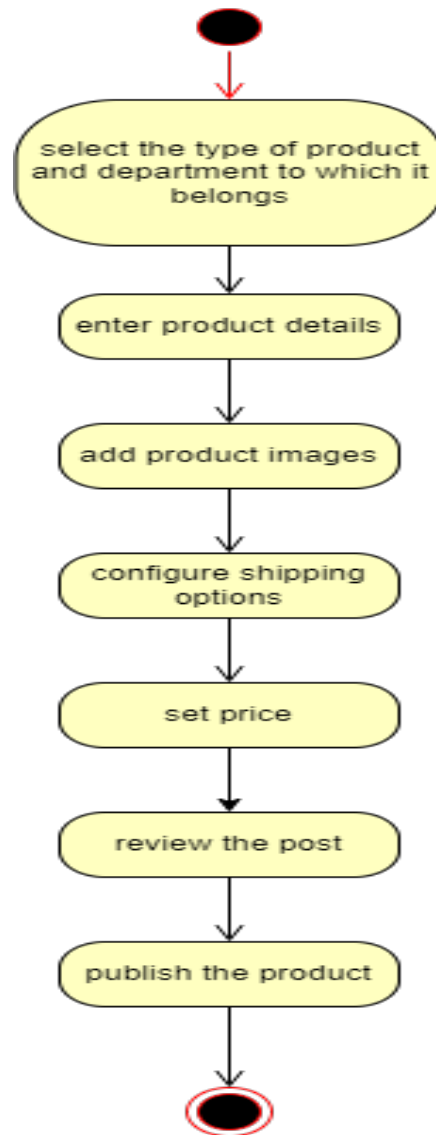 select the type of product
and department to which it
belongs
enter product details
add product images
configure shipping
options
set price
review the post
publish the product